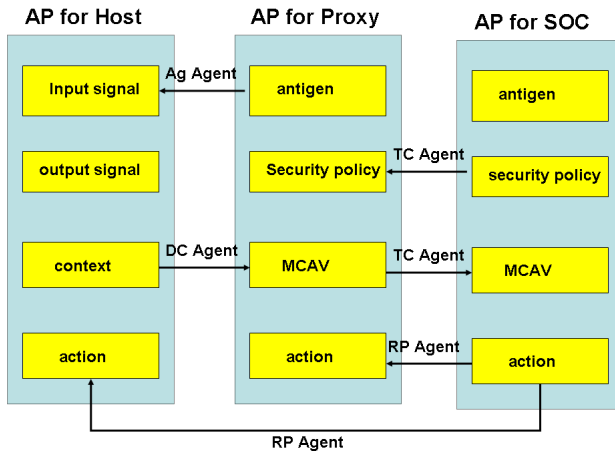 AP for Host
AP for Proxy
AP for SOC
Input signal
Ag Agent
antigen
antigen
output signal
Security policy
TC Agent
security policy
context
DC Agent
MCAV
TC Agent
MCAV
action
action
RP Agent
action
RP Agent